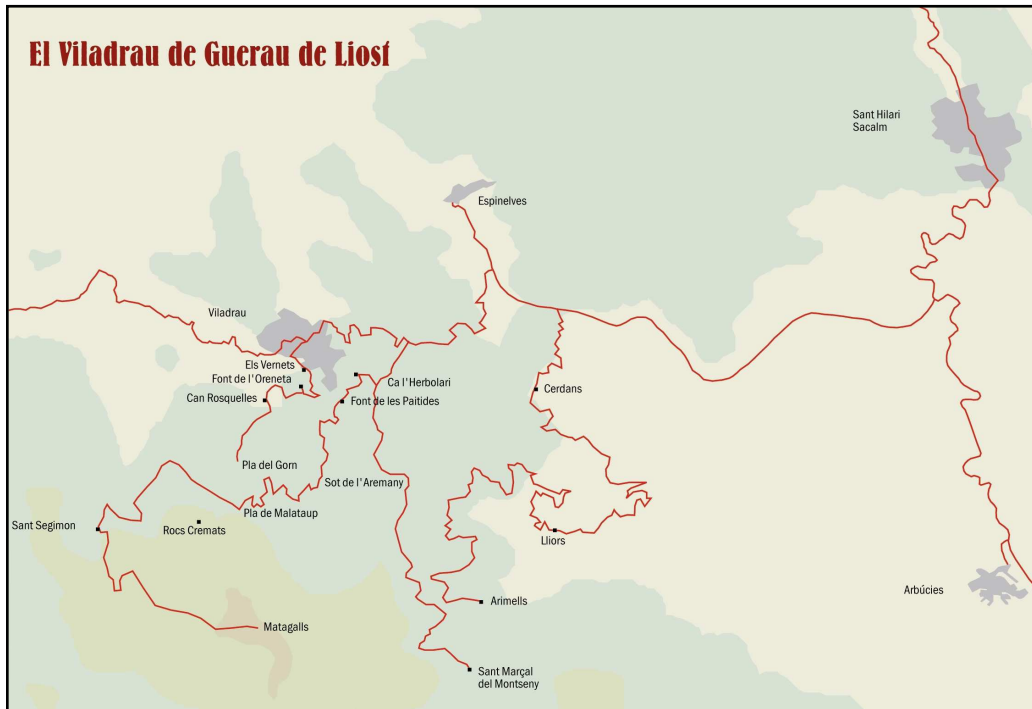 El Viladrau de Guerau de Liost
Sant Hilari
Sacalm
Espinelves
Viladrau
Els Vernets
Font de l'Oreneta
Ca l'Herbolari
Cerdans
Can Rosquelles
Font de les Paitides
Pla del Gorn
Sot de l'Aremany
Pla de Malataup
Sant Segimon
Rocs Cremats
Lliors
Arbúcies
Arimells
Matagalls
Sant Marçal
del Montseny